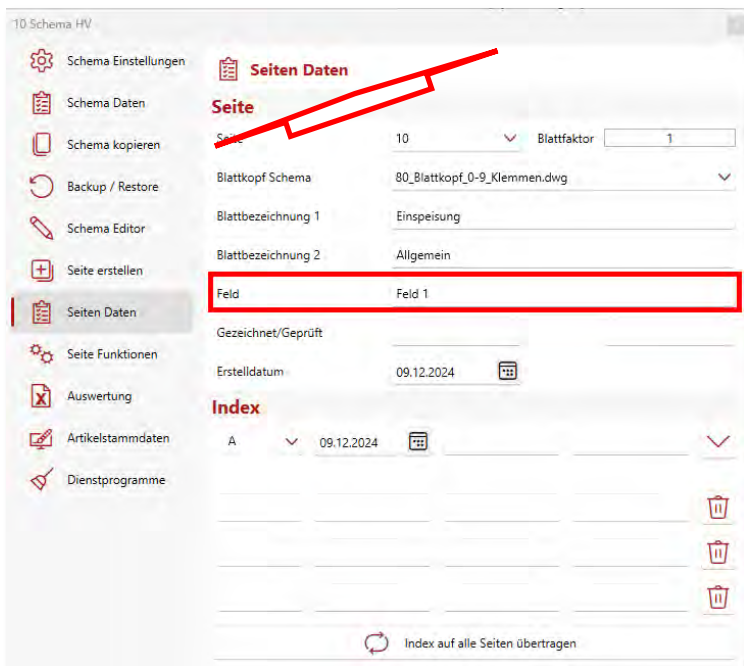 10 Schema HV
Schema Einstellungen
Schema Daten
Schema kopieren
Backup / Restore
Schema Editor
Seite erstellen
Seiten Daten
Seite Funktionen
Auswertung
Artikelstammdaten
Dienstprogramme
Seiten Daten
Seite
Seite 10 Blattfaktor 1
Blattkopf Schema 80_Blattkopf_0-9_Klemmen.dwg
Blattbezeichnung 1 Einspeisung
Blattbezeichnung 2 Allgemein
Feld Feld 1
Gezeichnet/Geprüft
Erstelldatum 09.12.2024
Index
A 09.12.2024
Index auf alle Seiten übertragen